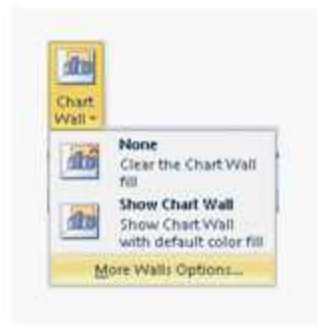 Chart
Wall
None
Clear the Chart Wall
fill
Show Chart Wall
Show Chart Wall
with default color fill
More Walls Options...